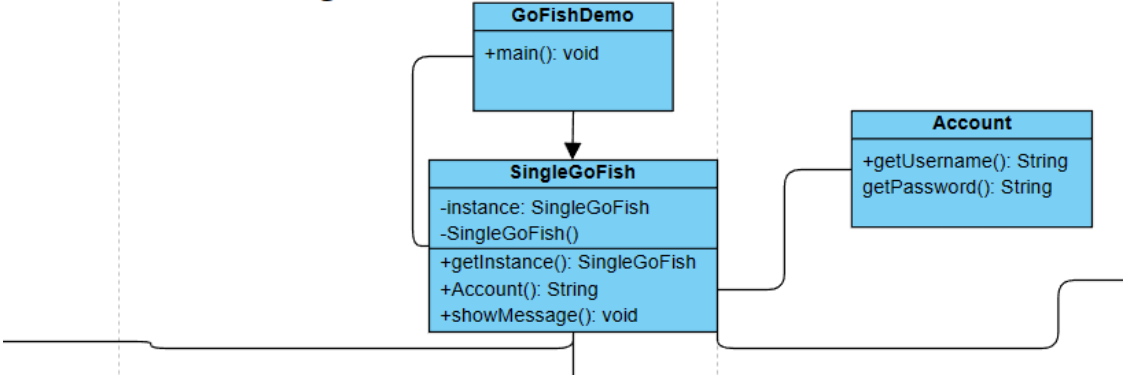 GoFishDemo
+main(): void
SingleGoFish
-instance: SingleGoFish
-SingleGoFish()
+getInstance(): SingleGoFish
+Account(): String
+showMessage(): void
Account
+getUsername(): String
getPassword(): String